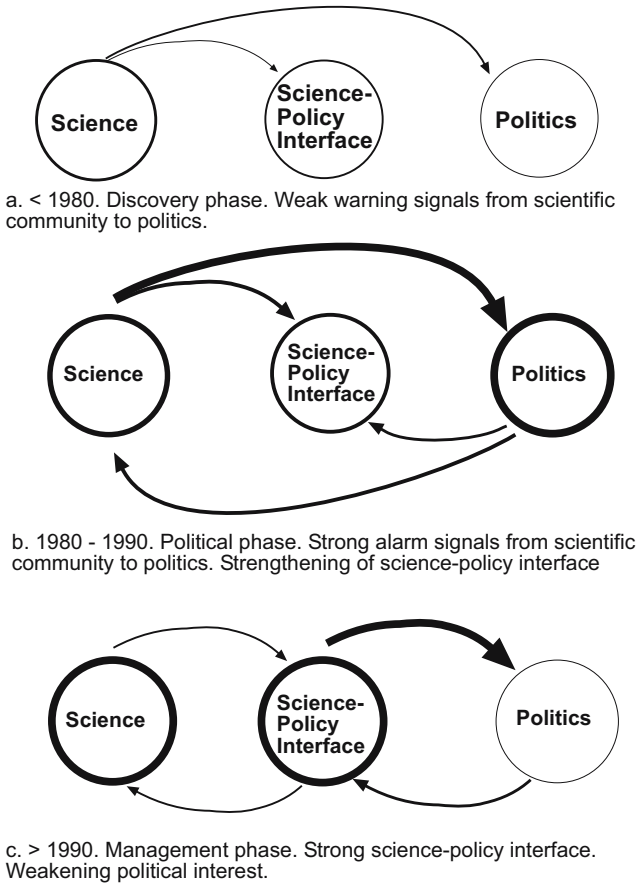 Science
Science-
Policy
Interface
Politics
a. < 1980. Discovery phase. Weak warning signals from scientific
community to politics.
Science
Science-
Policy
Interface
Politics
b. 1980 - 1990. Political phase. Strong alarm signals from scientific
community to politics. Strengthening of science-policy interface
Science
Science-
Policy
Interface
Politics
c. > 1990. Management phase. Strong science-policy interface.
Weakening political interest.